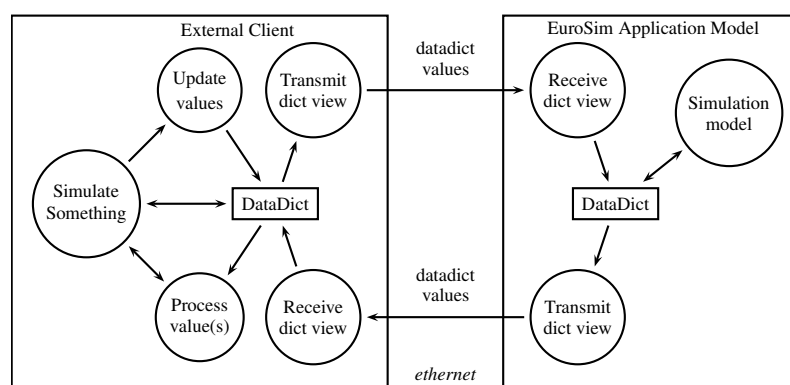 External Client
EuroSim Application Model
Update
values
Transmit
dict view
datadict
values
Receive
dict view
Simulation
model
Simulate
Something
DataDict
DataDict
Process
value(s)
Receive
dict view
datadict
values
Transmit
dict view
ethernet